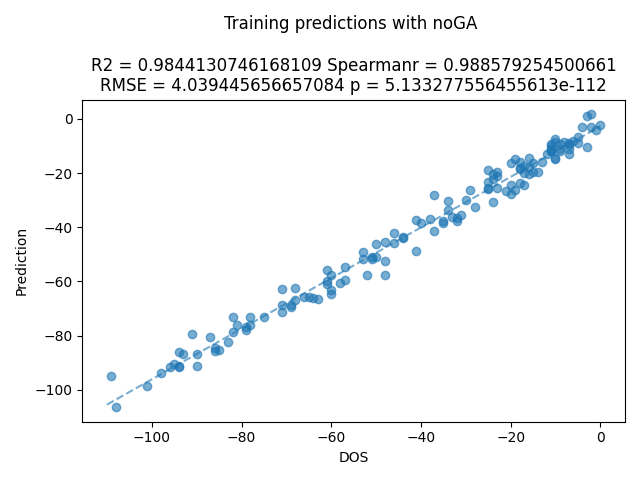 Training predictions with noGA
R2 = 0.9844130746168109 Spearmanr = 0.988579254500661
RMSE = 4.039445656657084 p = 5.133277556455613e-112
0
−20
−40
−60
−80
−100
Prediction
−100 −80 −60 −40 −20 0
DOS